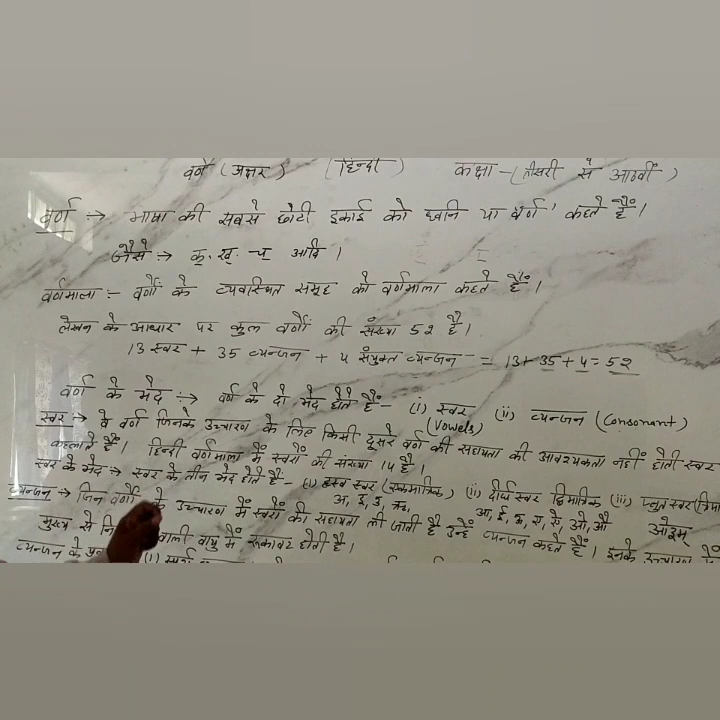 वर्ण (अक्षर) (हिन्दी) कक्षा - (तीसरी से आठवीं)
वर्ण → भाषा की सबसे छोटी इकाई को ध्वनि या वर्ण कहते हैं।
जैसे → क्, ख्, च् आदि।
वर्णमाला :- वर्णों के व्यवस्थित समूह को वर्णमाला कहते हैं।
लेखन के आधार पर कुल वर्णों की संख्या 52 है।
13 स्वर + 35 व्यन्जन + 4 संयुक्त व्यन्जन = 13 + 35 + 4 = 52
वर्ण के भेद :→ वर्ण के दो भेद होते हैं- (i) स्वर (Vowels) (ii) व्यन्जन (Consonant)
स्वर → वे वर्ण जिनके उच्चारण के लिए किसी दूसरे वर्ण की सहायता की आवश्यकता नहीं होती स्वर
कहलाते हैं। हिन्दी वर्णमाला में स्वरों की संख्या
स्वर के भेद → स्वर के तीन भेद होते हैं:- (i) ह्रस्व स्वर (एकमात्रिक) (ii) दीर्घ स्वर द्विमात्रिक (iii) प्लुत स्वर (त्रिमा
अ, इ, उ, ऋ, आ, ई, ऊ, ए, ऐ, ओ, औ ओइम्
व्यन्जन → जिन वर्णों के उच्चारण में स्वरों की सहायता ली जाती है उन्हें व्यन्जन कहते हैं। इनके उच्चारण
मुख से वाली वायु में रूकावट होती है।
व्यन्जन के
(i)